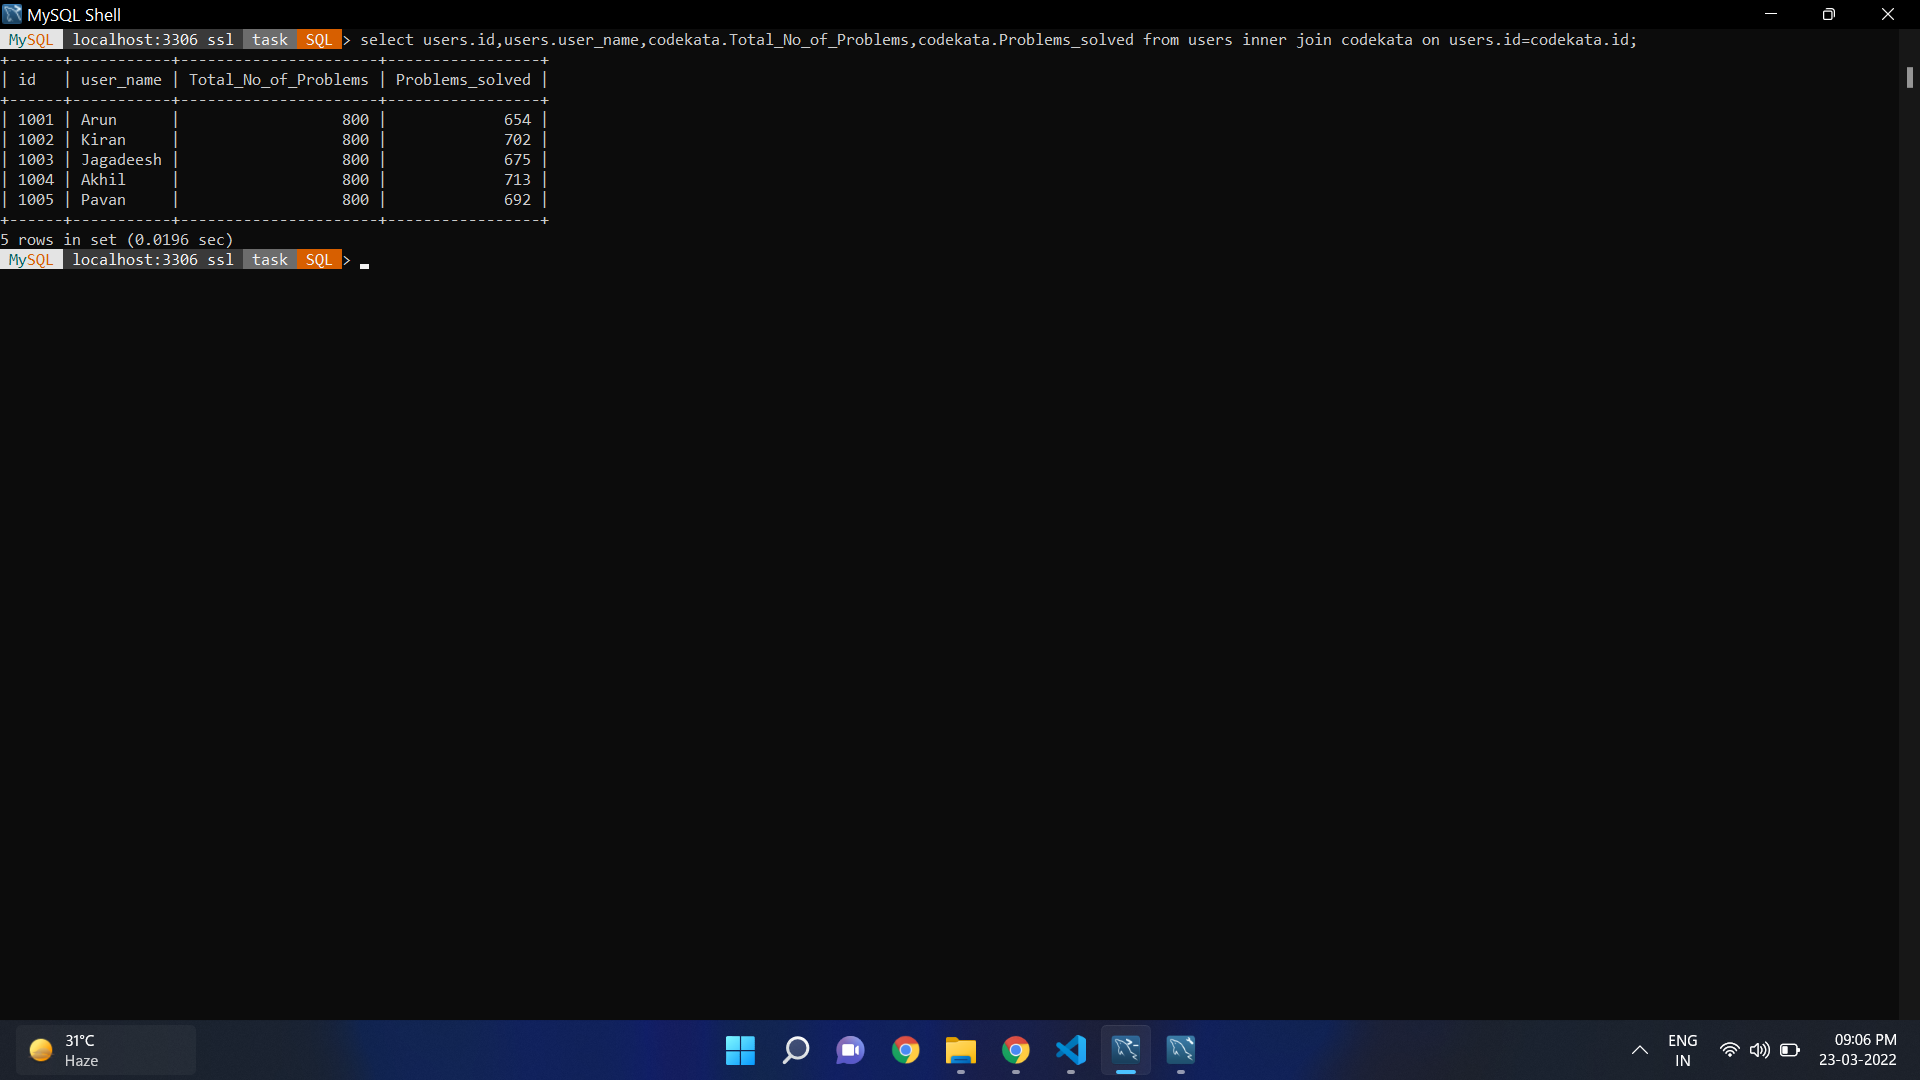 MySQL Shell
MySQL localhost:3306 ssl task SQL > select users.id,users.user_name,codekata.Total_No_of_Problems,codekata.Problems_solved from users inner join codekata on users.id=codekata.id;
+------+-----------+----------------------+-----------------+
| id   | user_name | Total_No_of_Problems | Problems_solved |
+------+-----------+----------------------+-----------------+
| 1001 | Arun      |                  800 |             654 |
| 1002 | Kiran     |                  800 |             702 |
| 1003 | Jagadeesh |                  800 |             675 |
| 1004 | Akhil     |                  800 |             713 |
| 1005 | Pavan     |                  800 |             692 |
+------+-----------+----------------------+-----------------+
5 rows in set (0.0196 sec)
MySQL localhost:3306 ssl task SQL > _
31°C
Haze
ENG
IN
09:06 PM
23-03-2022